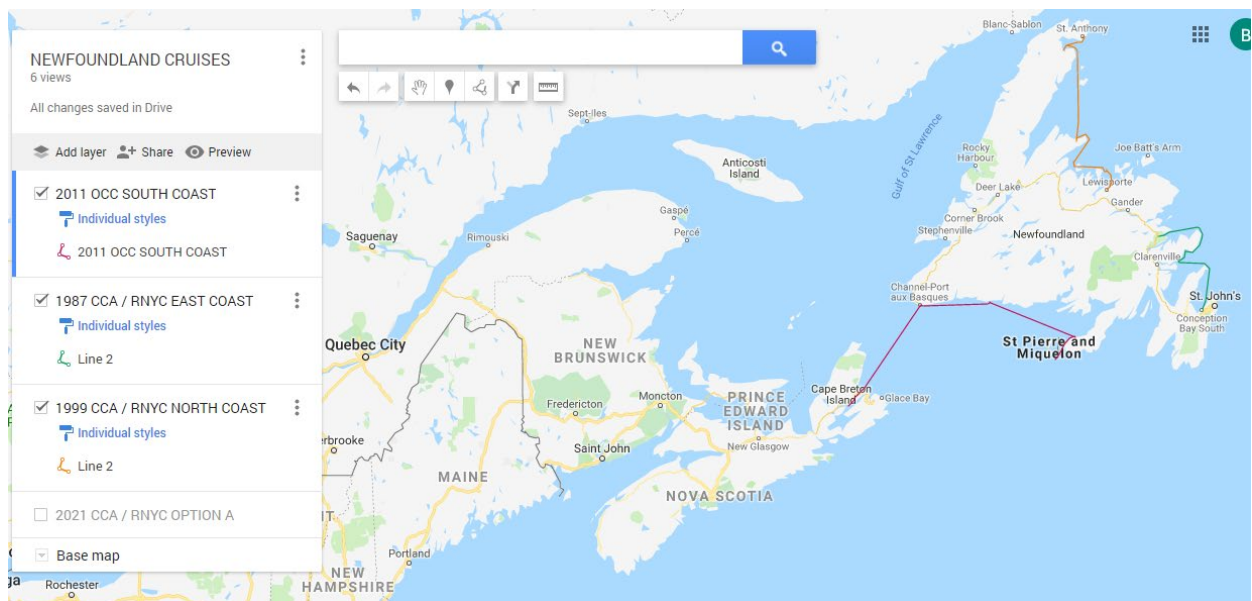 NEWFOUNDLAND CRUISES
6 views
All changes saved in Drive
Add layer Share Preview
2011 OCC SOUTH COAST
Individual styles
2011 OCC SOUTH COAST
1987 CCA / RNYC EAST COAST
Individual styles
Line 2
1999 CCA / RNYC NORTH COAST
Individual styles
Line 2
2021 CCA / RNYC OPTION A
Base map
B
Blanc-Sablon
St. Anthony
Sept-Îles
Gulf of St Lawrence
Rocky
Harbour
Joe Batt's Arm
Anticosti
Island
Deer Lake
Lewisporte
Gander
Gaspé
Percé
Corner Brook
Stephenville
Newfoundland
Saguenay
Rimouski
Clarenville
Channel-Port
aux Basques
St. John's
Conception
Bay South
Quebec City
NEW
BRUNSWICK
St Pierre and
Miquelon
Cape Breton
Island
Glace Bay
Fredericton
Moncton
PRINCE
EDWARD
ISLAND
New Glasgow
erbrooke
Saint John
MAINE
NOVA SCOTIA
Portland
NEW
HAMPSHIRE
Rochester